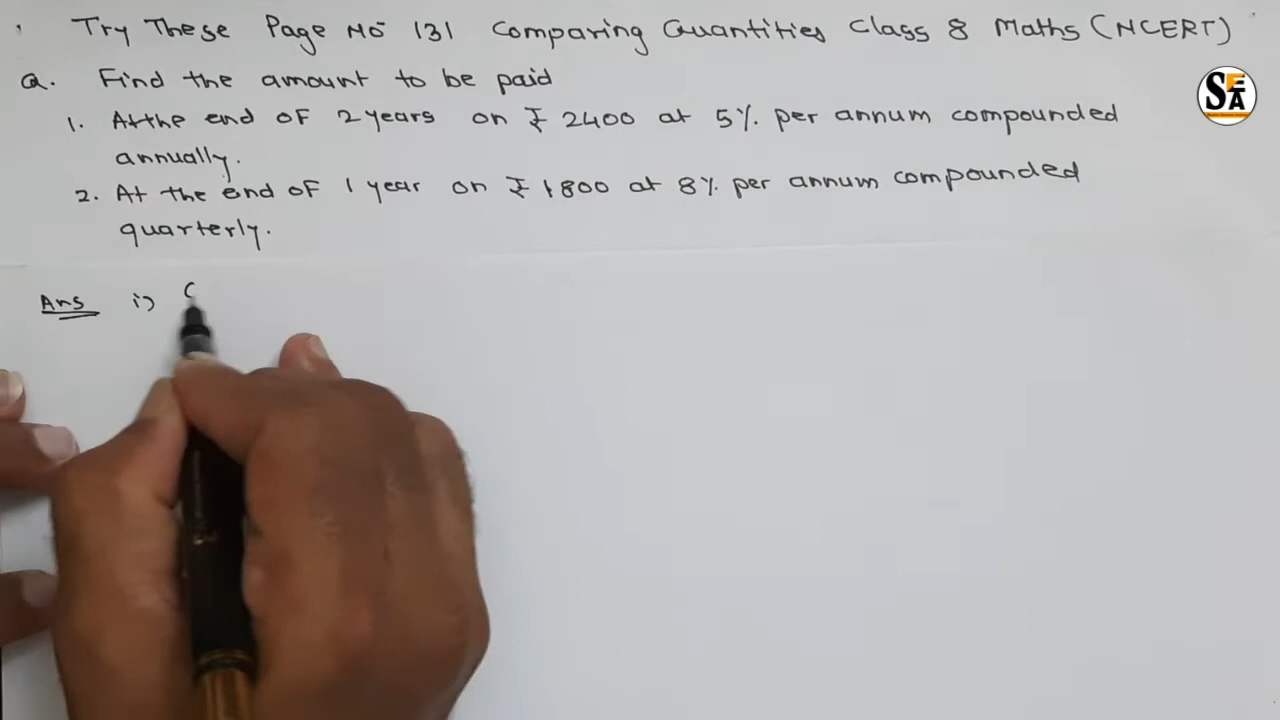 Try These Page No 131 Comparing Quantities Class 8 Maths (NCERT)
Q. Find the amount to be paid
1. At the end of 2 years on ₹ 2400 at 5% per annum compounded
annually.
2. At the end of 1 year on ₹ 1800 at 8% per annum compounded
quarterly.
Ans i) C
SFA